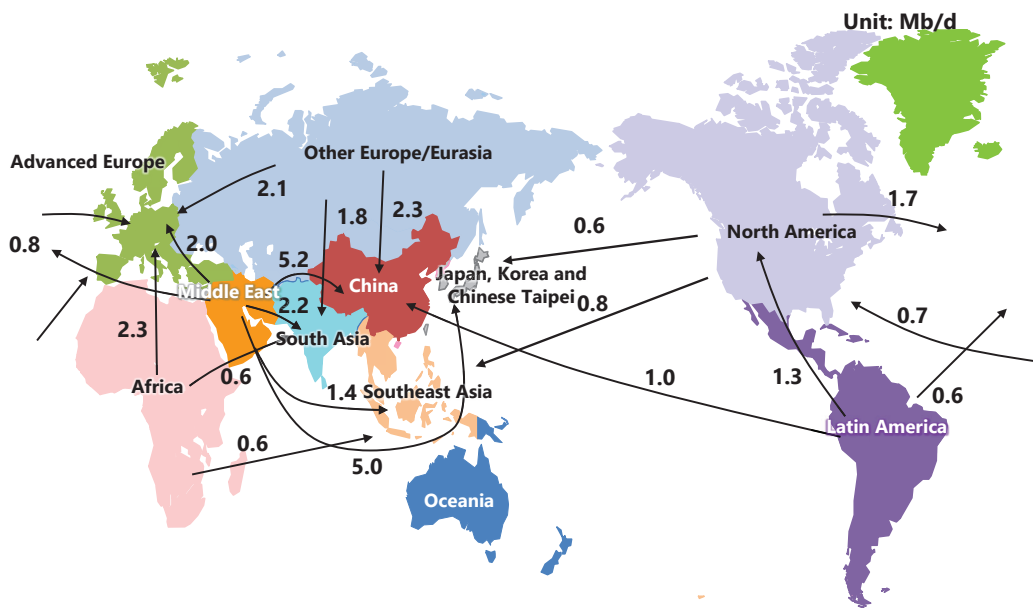 Unit: Mb/d
Advanced Europe
Other Europe/Eurasia
2.1
1.8
2.3
1.7
0.8
2.0
5.2
0.6
North America
Middle East
China
Japan, Korea and
Chinese Taipei
2.2
0.8
0.7
2.3
South Asia
Africa
0.6
1.4
Southeast Asia
1.0
1.3
0.6
Latin America
0.6
5.0
Oceania